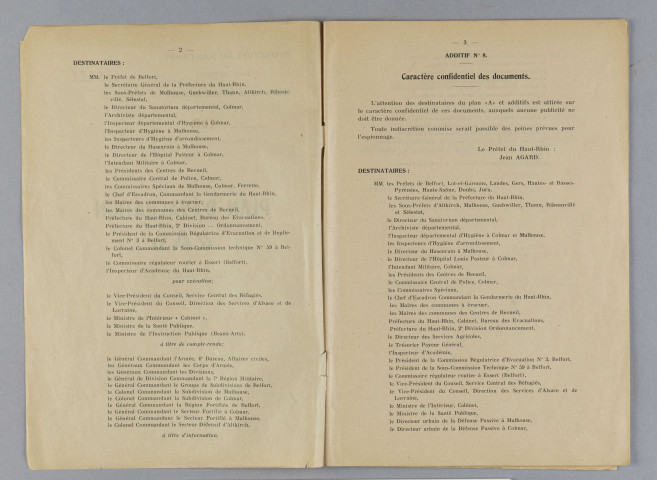 — 2 —
DESTINATAIRES :
MM. le Préfet de Belfort,
le Secrétaire Général de la Préfecture du Haut-Rhin,
les Sous-Préfets de Mulhouse, Guebwiller, Thann, Altkirch, Ribeau-
villé, Sélestat,
le Directeur du Sanatorium départemental, Colmar,
l'Archiviste départemental,
l'Inspecteur départemental d'Hygiène à Colmar,
l'Inspecteur d'Hygiène à Mulhouse,
les Inspecteurs d'Hygiène d'arrondissement,
le Directeur du Hasenrain à Mulhouse,
le Directeur de l'Hôpital Pasteur à Colmar,
l'Intendant Militaire à Colmar,
les Présidents des Centres de Recueil,
le Commissaire Central de Police, Colmar,
les Commissaires Spéciaux de Mulhouse, Colmar, Ferrette,
le Chef d'Escadron, Commandant la Gendarmerie du Haut-Rhin,
les Maires des communes à évacuer,
les Maires des communes des Centres de Recueil,
Préfecture du Haut-Rhin, Cabinet, Bureau des Evacuations,
Préfecture du Haut-Rhin, 2e Division — Ordonnancement,
le Président de la Commission Régulatrice d'Evacuation et de Règle-
ment N° 3 à Belfort,
le Colonel Commandant la Sous-Commission technique N° 59 à Bel-
fort,
le Commissaire régulateur routier à Essert (Belfort),
l'Inspecteur d'Académie du Haut-Rhin,
pour exécution;
le Vice-Président du Conseil, Service Central des Réfugiés,
le Vice-Président du Conseil, Direction des Services d'Alsace et de
Lorraine,
le Ministre de l'Intérieur « Cabinet »,
le Ministre de la Santé Publique,
le Ministre de l'Instruction Publique (Beaux-Arts),
à titre de compte-rendu;
le Général Commandant d'Armée, 4e Bureau, Affaires civiles,
les Généraux Commandant les Corps d'Armée,
les Généraux Commandant les Divisions,
le Général de Division Commandant la 7e Région Militaire,
le Général Commandant le Groupe de Subdivisions de Belfort,
le Colonel Commandant la Subdivision de Mulhouse,
le Colonel Commandant la Subdivision de Colmar,
le Général Commandant la Région Fortifiée de Belfort,
le Général Commandant le Secteur Fortifié à Colmar,
le Général Commandant le Secteur Fortifié à Mulhouse,
le Colonel Commandant le Secteur Défensif d'Altkirch,
à titre d'information.
— 3 —
ADDITIF N° 8.
Caractère confidentiel des documents.
L'attention des destinataires du plan «A» et additifs est attirée sur
le caractère confidentiel de ces documents, auxquels aucune publicité ne
doit être donnée.
Toute indiscrétion commise serait passible des peines prévues pour
l'espionnage.
Le Préfet du Haut-Rhin :
Jean AGARD.
DESTINATAIRES :
MM. les Préfets de Belfort, Lot-et-Garonne, Landes, Gers, Hautes- et Basses-
Pyrénées, Haute-Saône, Doubs, Jura,
le Secrétaire Général de la Préfecture du Haut-Rhin,
les Sous-Préfets d'Altkirch, Mulhouse, Guebwiller, Thann, Ribeauvillé
et Sélestat,
le Directeur du Sanatorium départemental,
l'Archiviste départemental,
l'Inspecteur départemental d'Hygiène à Colmar et Mulhouse,
les Inspecteurs d'Hygiène d'arrondissement,
le Directeur du Hasenrain à Mulhouse,
le Directeur de l'Hôpital Louis Pasteur à Colmar,
l'Intendant Militaire, Colmar,
les Présidents des Centres de Recueil,
le Commissaire Central de Police, Colmar,
les Commissaires Spéciaux,
le Chef d'Escadron Commandant la Gendarmerie du Haut-Rhin,
les Maires des communes à évacuer,
les Maires des communes des Centres de Recueil,
Préfecture du Haut-Rhin, Cabinet, Bureau des Evacuations,
Préfecture du Haut-Rhin, 2e Division Ordonnancement,
le Directeur des Services Agricoles,
le Trésorier Payeur Général,
l'Inspecteur d'Académie,
le Président de la Commission Régulatrice d'Evacuation N° 3, Belfort,
le Président de la Sous-Commission Technique N° 59 à Belfort
le Commissaire régulateur routier à Essert (Belfort),
le Vice-Président du Conseil, Service Central des Réfugiés,
le Vice-Président du Conseil, Direction des Services d'Alsace et de
Lorraine,
le Ministre de l'Intérieur, Cabinet,
le Ministre de la Santé Publique,
le Directeur urbain de la Défense Passive à Mulhouse,
le Directeur urbain de la Défense Passive à Colmar,